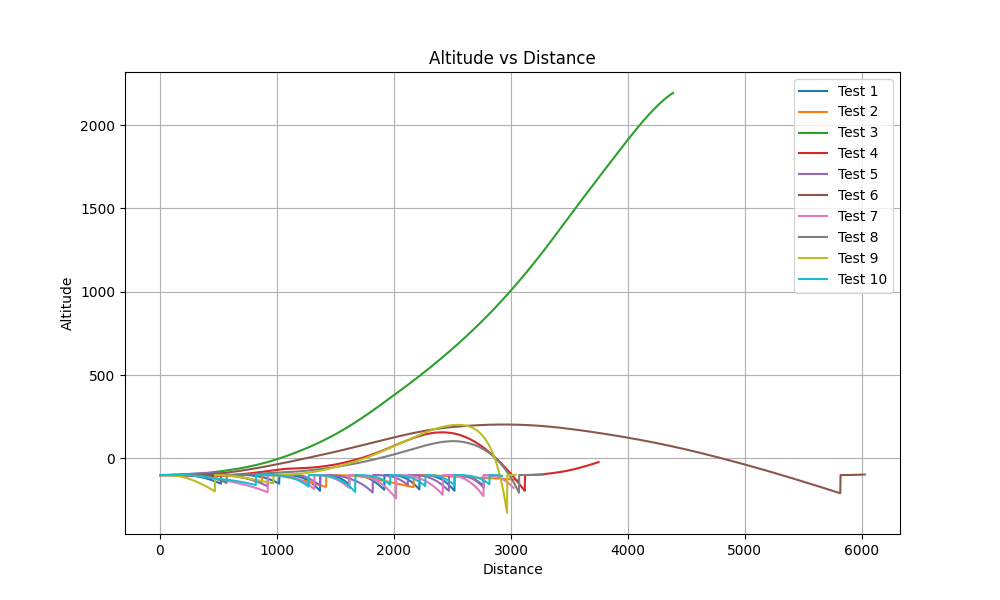 Altitude vs Distance
Altitude
2000
1500
1000
500
0
0 1000 2000 3000 4000 5000 6000
Distance
Test 1
Test 2
Test 3
Test 4
Test 5
Test 6
Test 7
Test 8
Test 9
Test 10